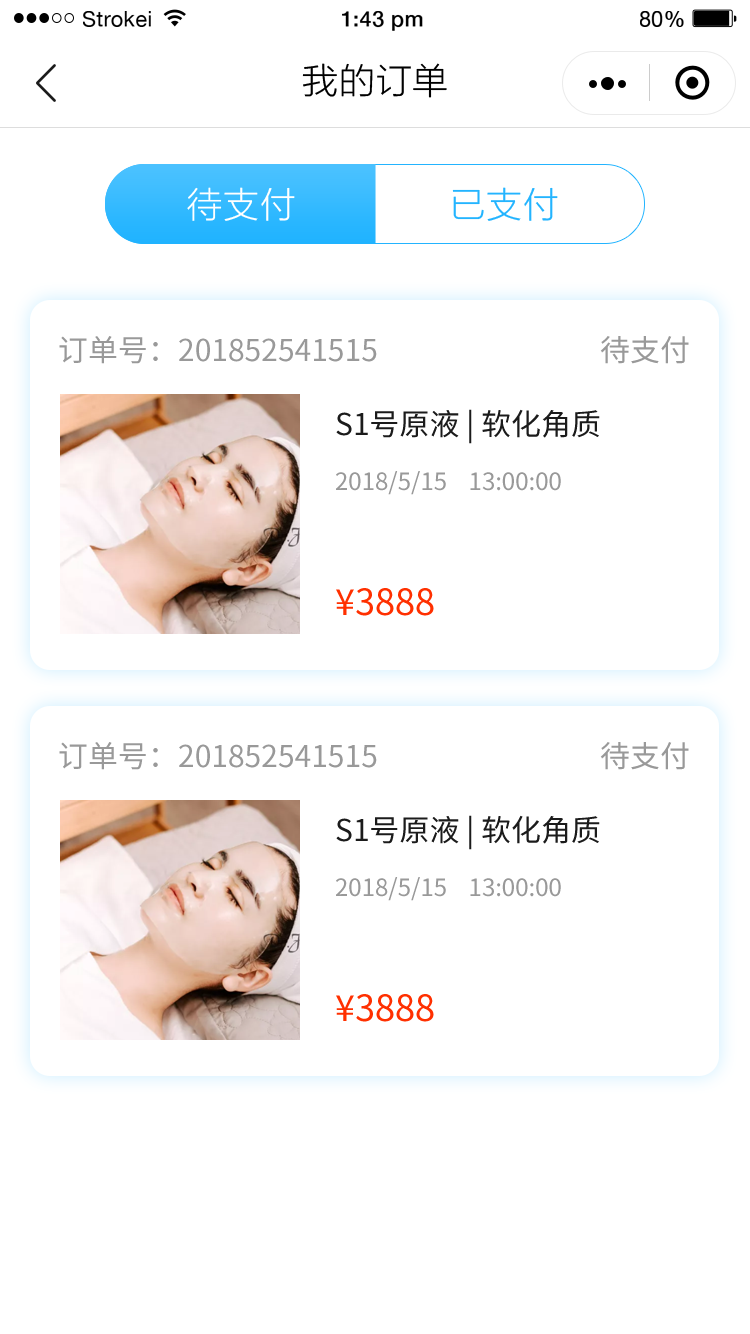 Strokei
1:43 pm
80%
我的订单
待支付
已支付
订单号：201852541515
待支付
S1号原液 | 软化角质
2018/5/15 13:00:00
¥3888
订单号：201852541515
待支付
S1号原液 | 软化角质
2018/5/15 13:00:00
¥3888